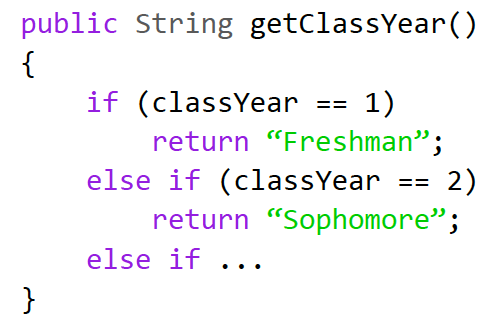 public String getClassYear()
{
    if (classYear == 1)
        return “Freshman”;
    else if (classYear == 2)
        return “Sophomore”;
    else if ...
}